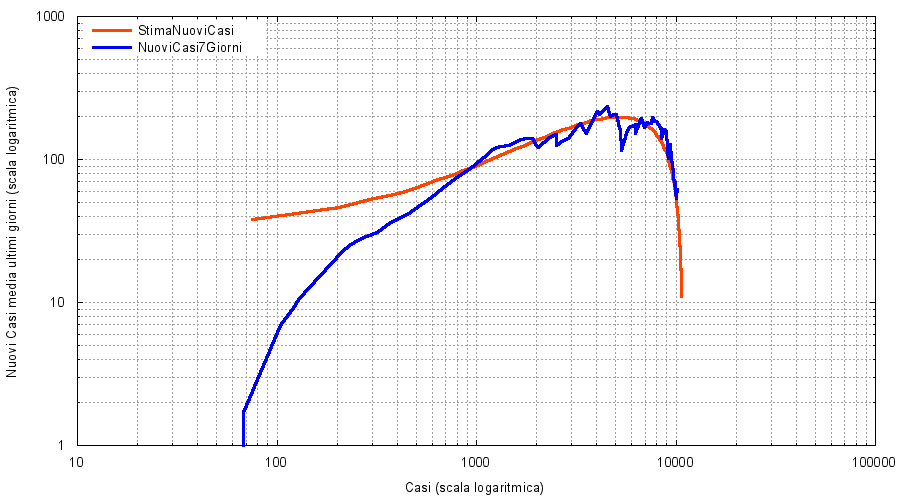 1000
StimaNuoviCasi
NuoviCasi7Giorni
100
10
1
Nuovi Casi media ultimi giorni (scala logaritmica)
10
100
1000
10000
100000
Casi (scala logaritmica)